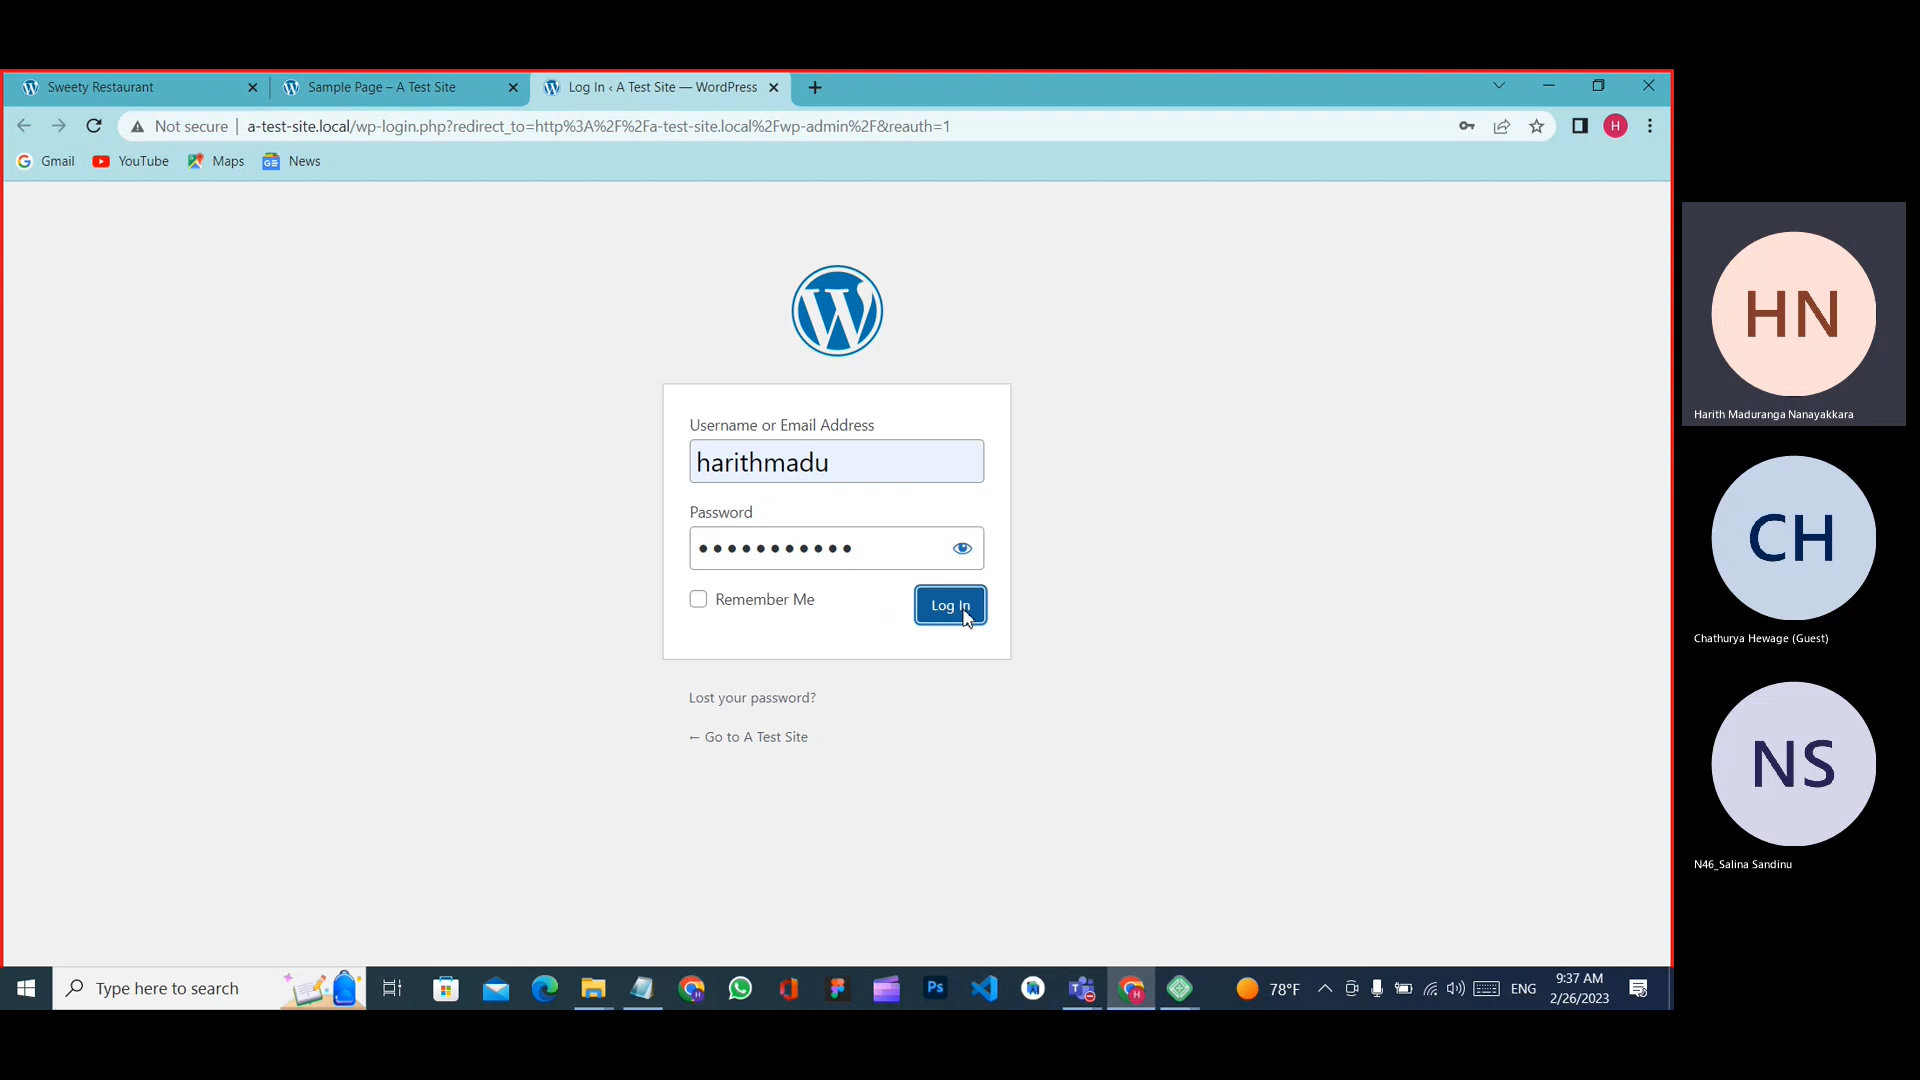 Sweety Restaurant
Sample Page – A Test Site
Log In ‹ A Test Site — WordPress
Not secure
a-test-site.local/wp-login.php?redirect_to=http%3A%2F%2Fa-test-site.local%2Fwp-admin%2F&reauth=1
H
Gmail
YouTube
Maps
News
Username or Email Address
harithmadu
Password
Remember Me
Log In
Lost your password?
← Go to A Test Site
HN
Harith Maduranga Nanayakkara
CH
Chathurya Hewage (Guest)
NS
N46_Salina Sandinu
Type here to search
Ps
78°F
ENG
9:37 AM
2/26/2023